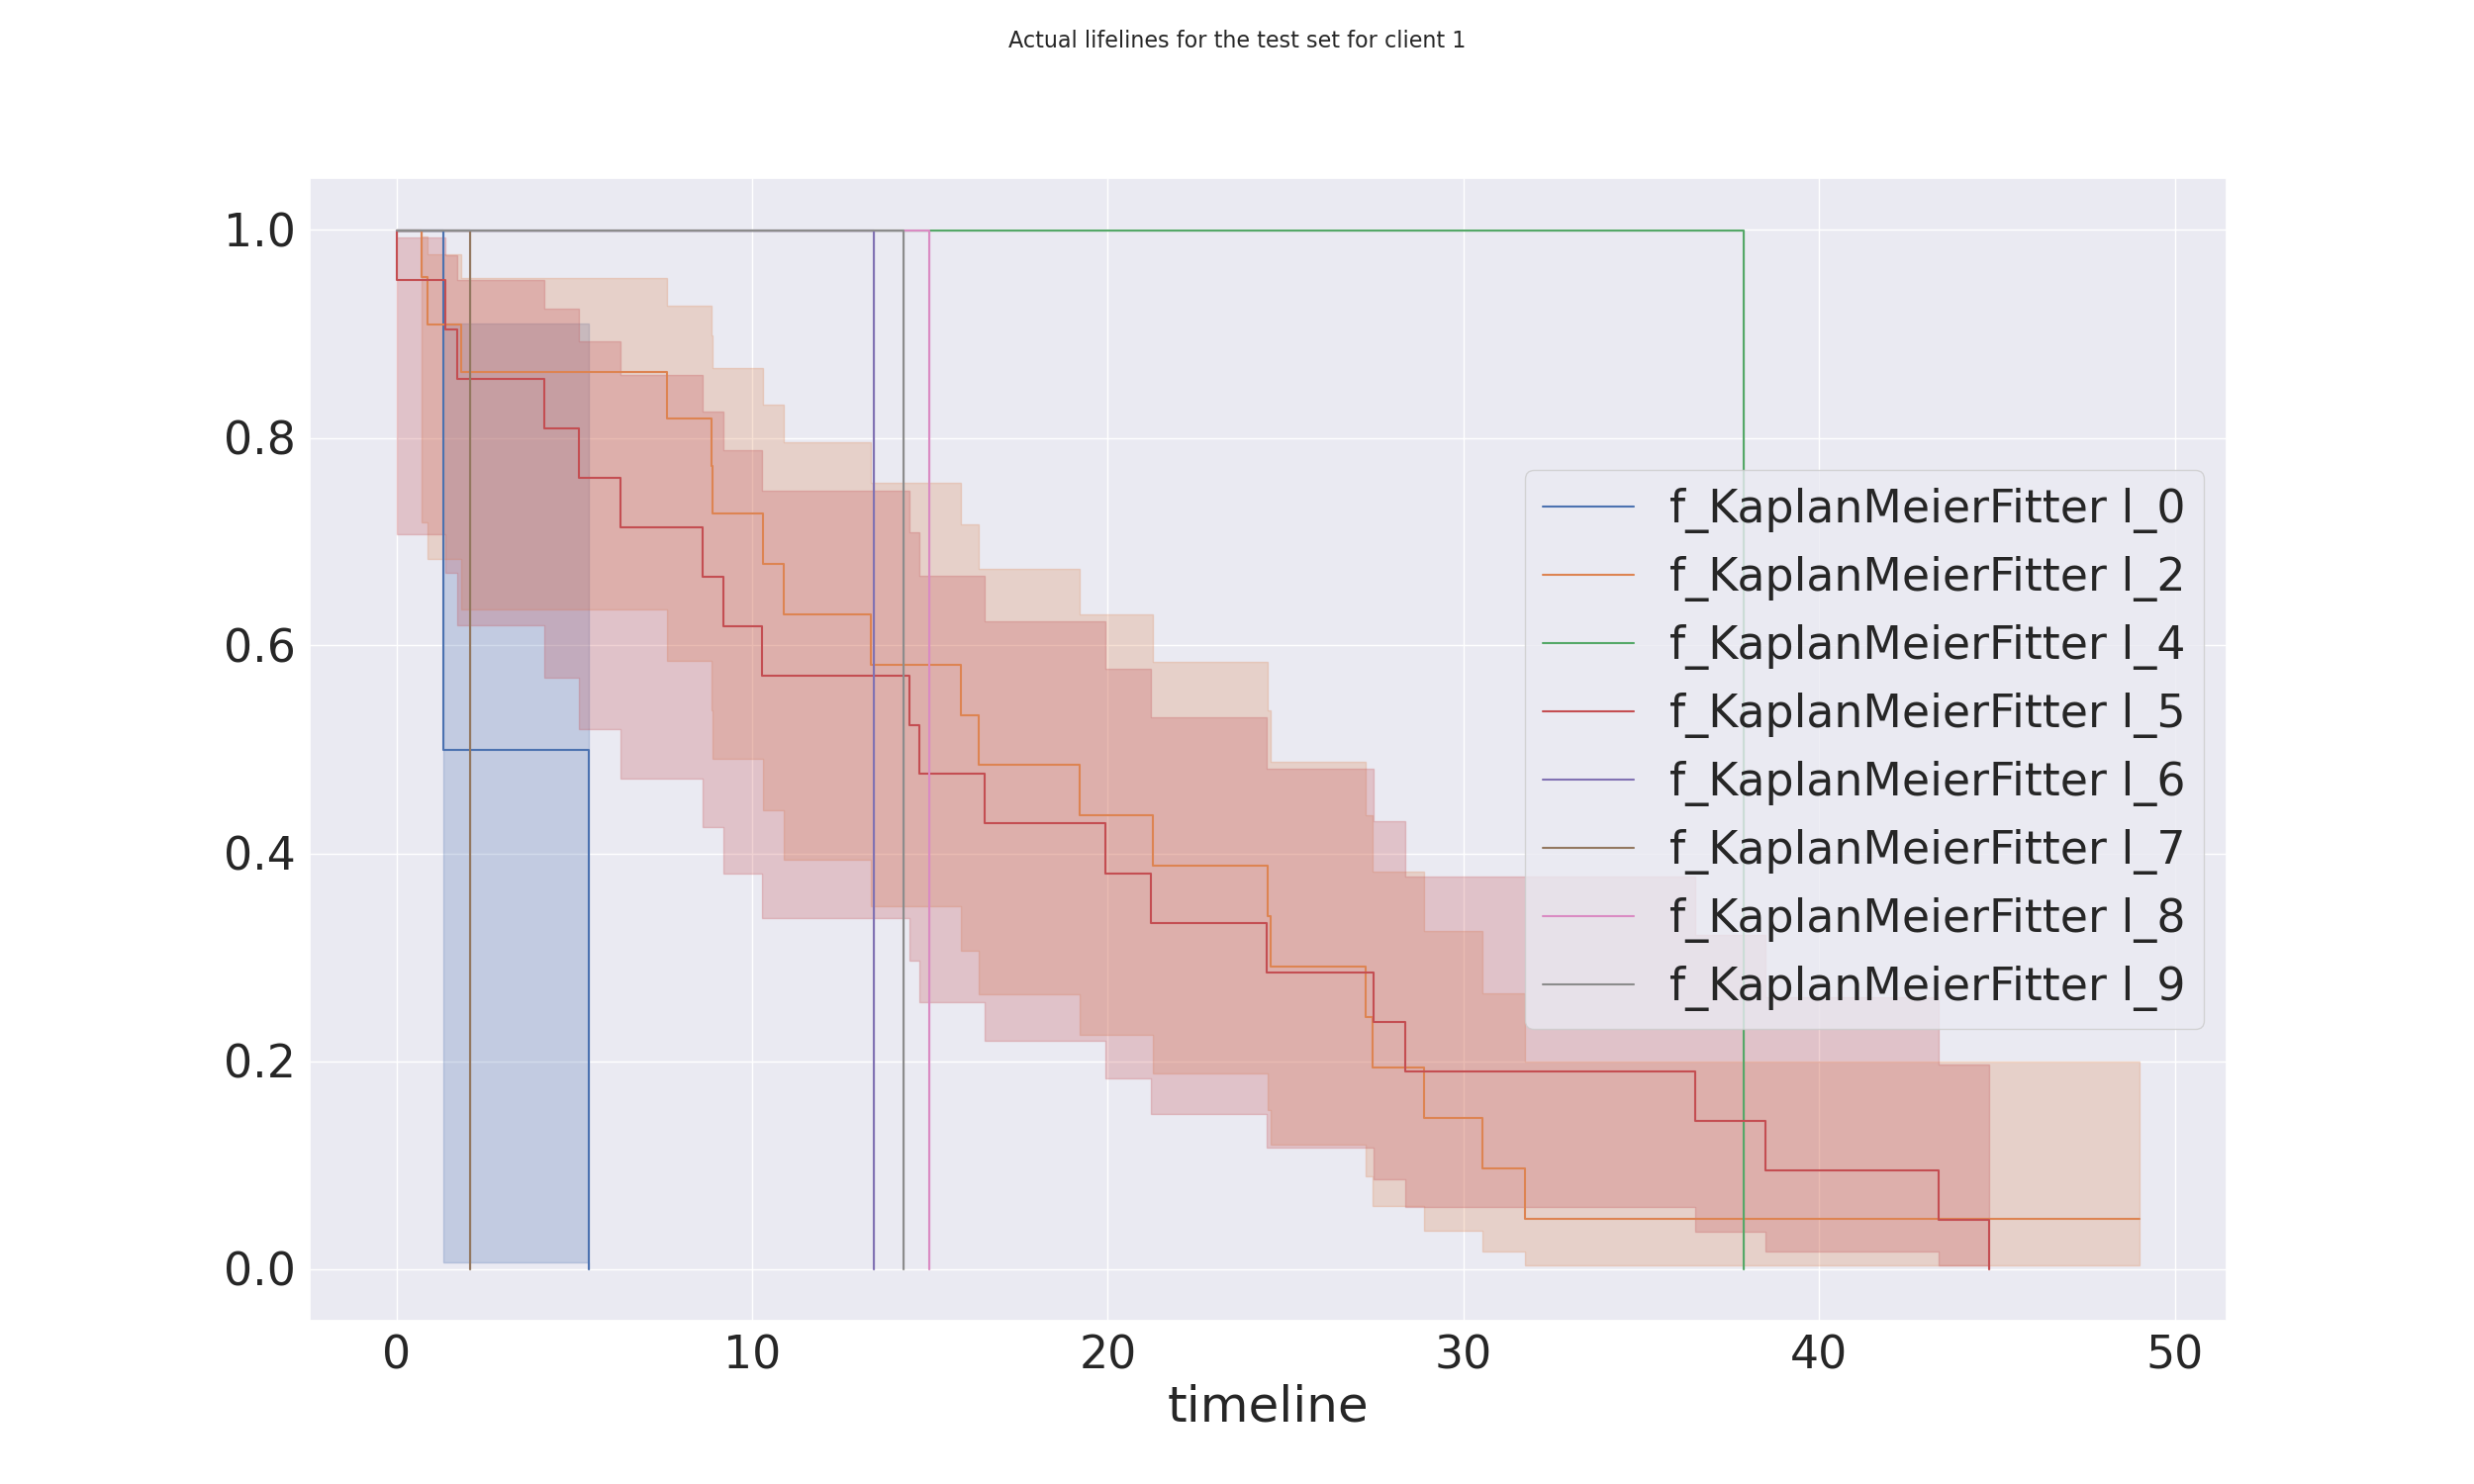 Actual lifelines for the test set for client 1
1.0
0.8
0.6
0.4
0.2
0.0
f_KaplanMeierFitter l_0
f_KaplanMeierFitter l_2
f_KaplanMeierFitter l_4
f_KaplanMeierFitter l_5
f_KaplanMeierFitter l_6
f_KaplanMeierFitter l_7
f_KaplanMeierFitter l_8
f_KaplanMeierFitter l_9
0 10 20 30 40 50
timeline